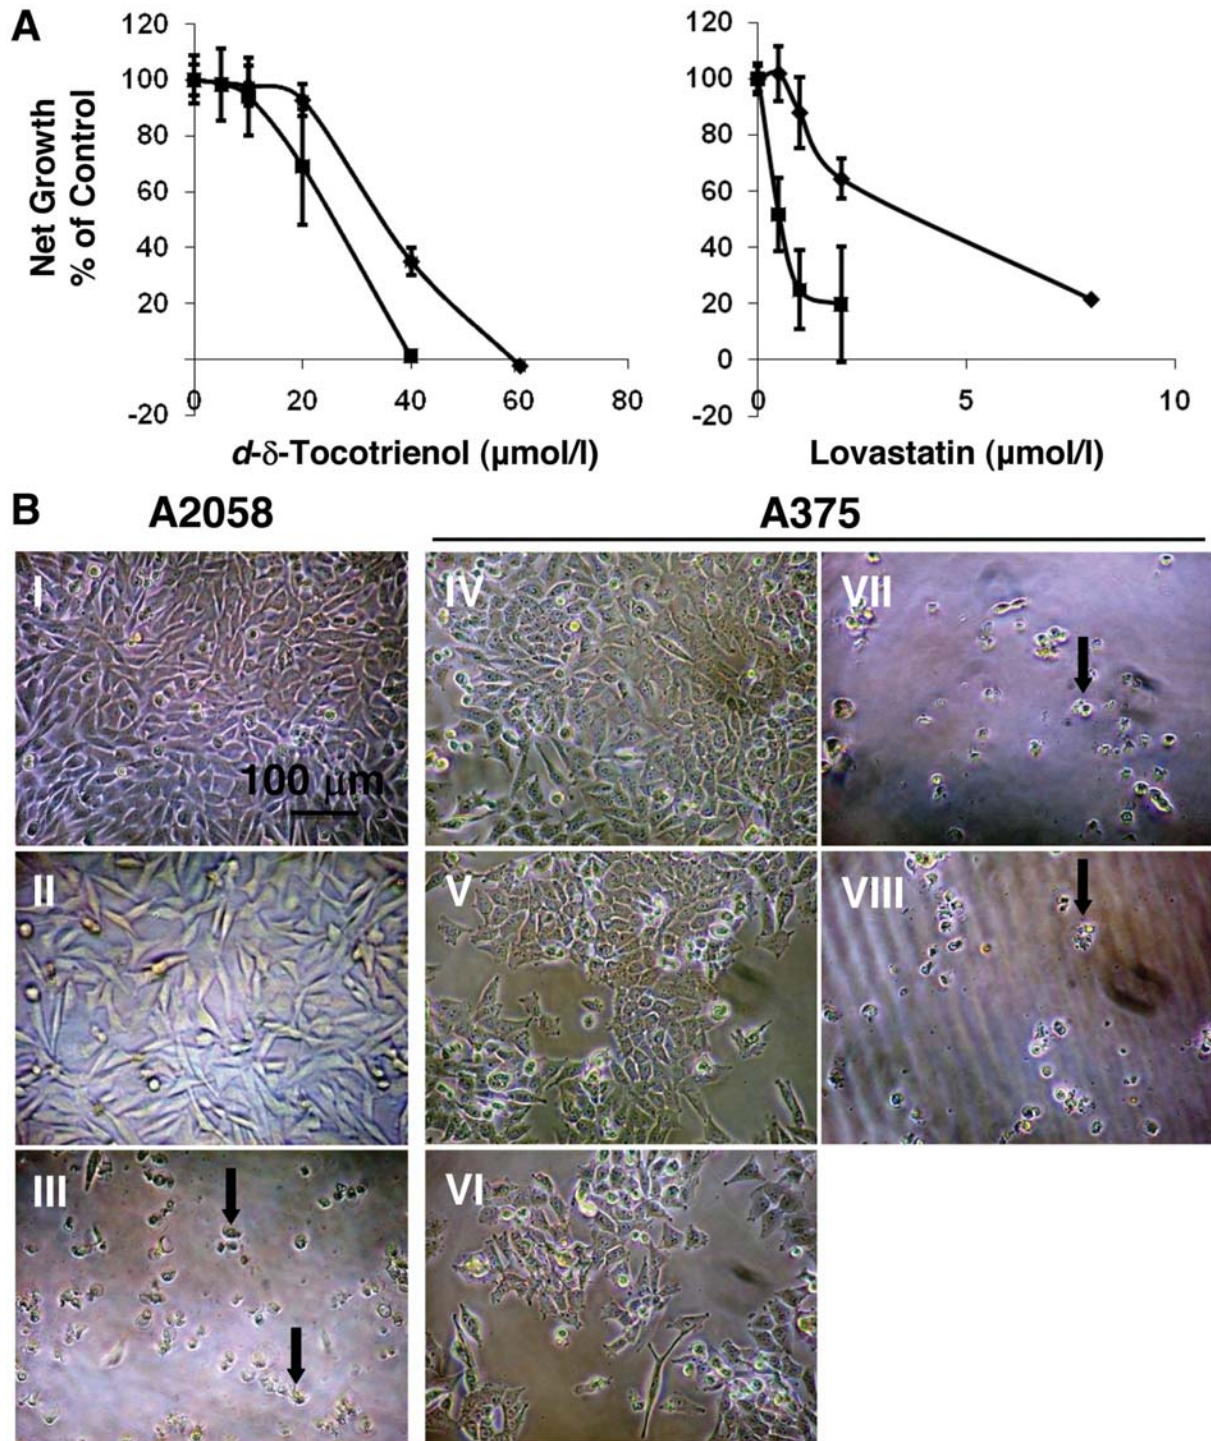 A
120
100
80
60
40
20
-20
0
20
40
60
80
Net Growth
% of Control
d-δ-Tocotrienol (μmol/l)
120
100
80
60
40
20
0
-20
0
5
10
Lovastatin (μmol/l)
B
A2058
A375
I
100 μm
IV
VII
II
V
VIII
III
VI